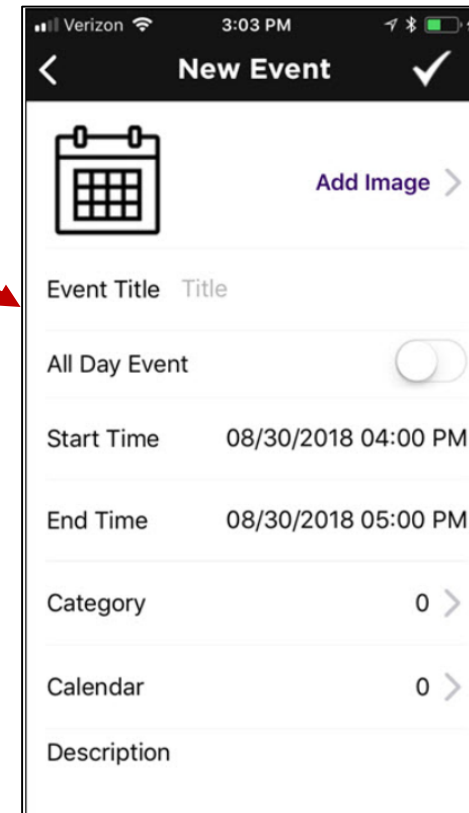 Verizon 3:03 PM
New Event
Add Image
Event Title Title
All Day Event
Start Time 08/30/2018 04:00 PM
End Time 08/30/2018 05:00 PM
Category 0
Calendar 0
Description